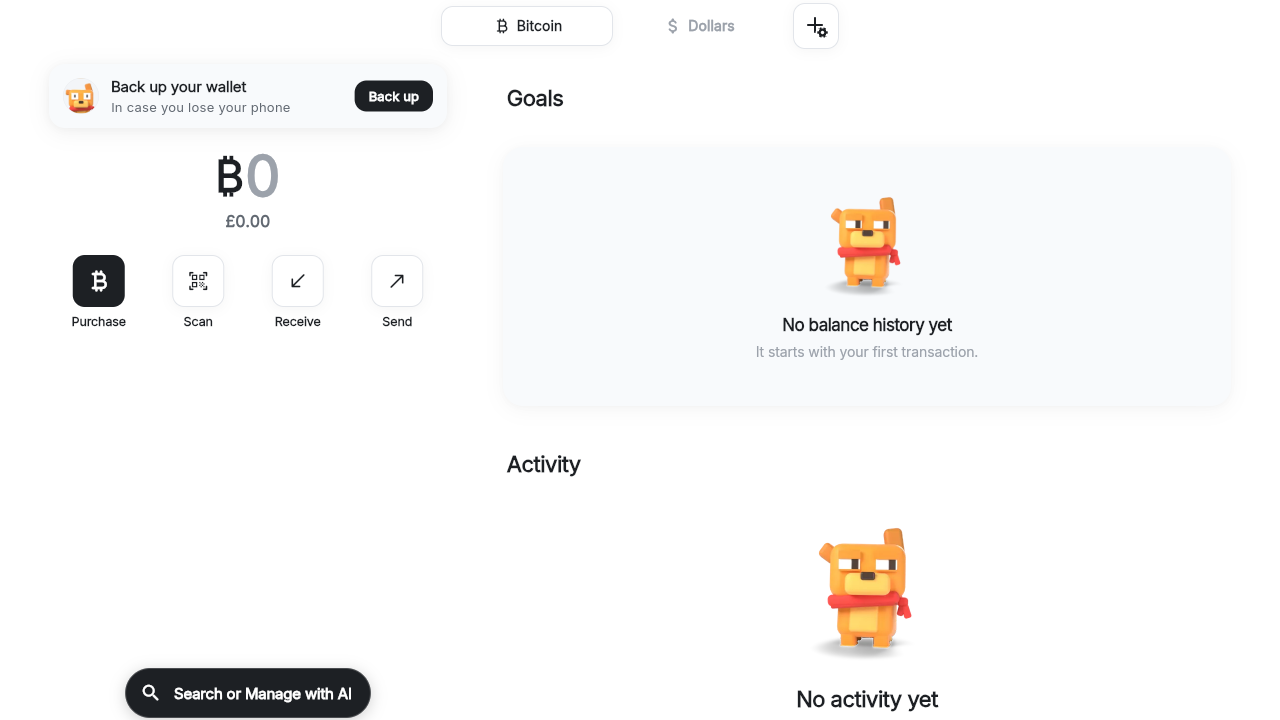 Bitcoin
$ Dollars
Back up your wallet
In case you lose your phone
Back up
₿0
£0.00
Purchase
Scan
Receive
Send
Search or Manage with AI
Goals
No balance history yet
It starts with your first transaction.
Activity
No activity yet